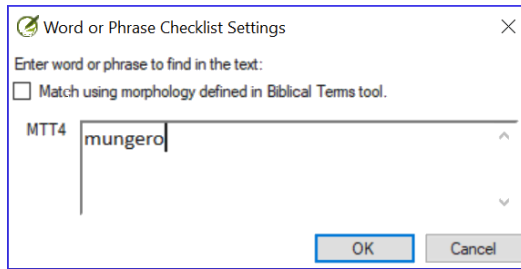 Word or Phrase Checklist Settings
Enter word or phrase to find in the text:
Match using morphology defined in Biblical Terms tool.
MTT4 mungero
OK Cancel